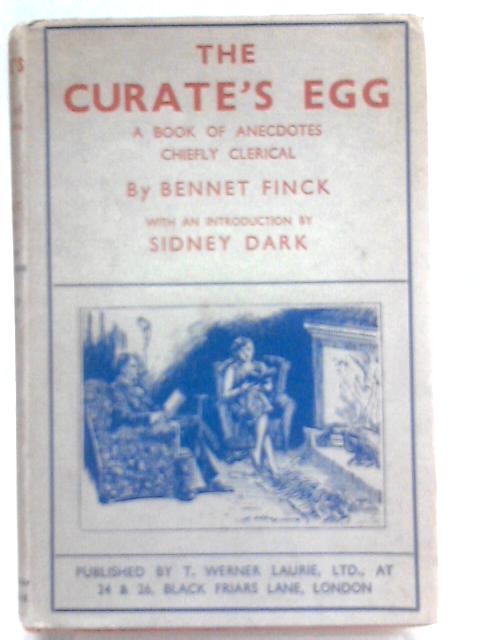 THE
CURATE'S EGG
A BOOK OF ANECDOTES
CHIEFLY CLERICAL
By BENNET FINCK
WITH AN INTRODUCTION BY
SIDNEY DARK
PUBLISHED BY T. WERNER LAURIE, LTD., AT
24 & 26, BLACK FRIARS LANE, LONDON